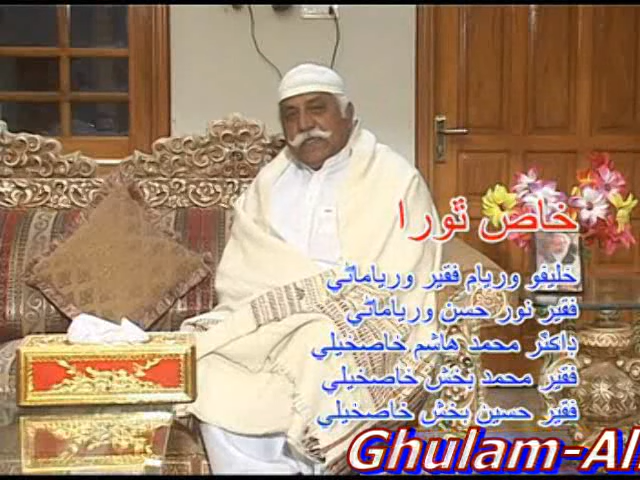 خاص ٿورا
خليفو وريام فقير ورياماڻي
فقير نور حسن ورياماڻي
ڊاڪٽر محمد هاشم خاصخيلي
فقير محمد بخش خاصخيلي
فقير حسين بخش خاصخيلي
Ghulam-Al